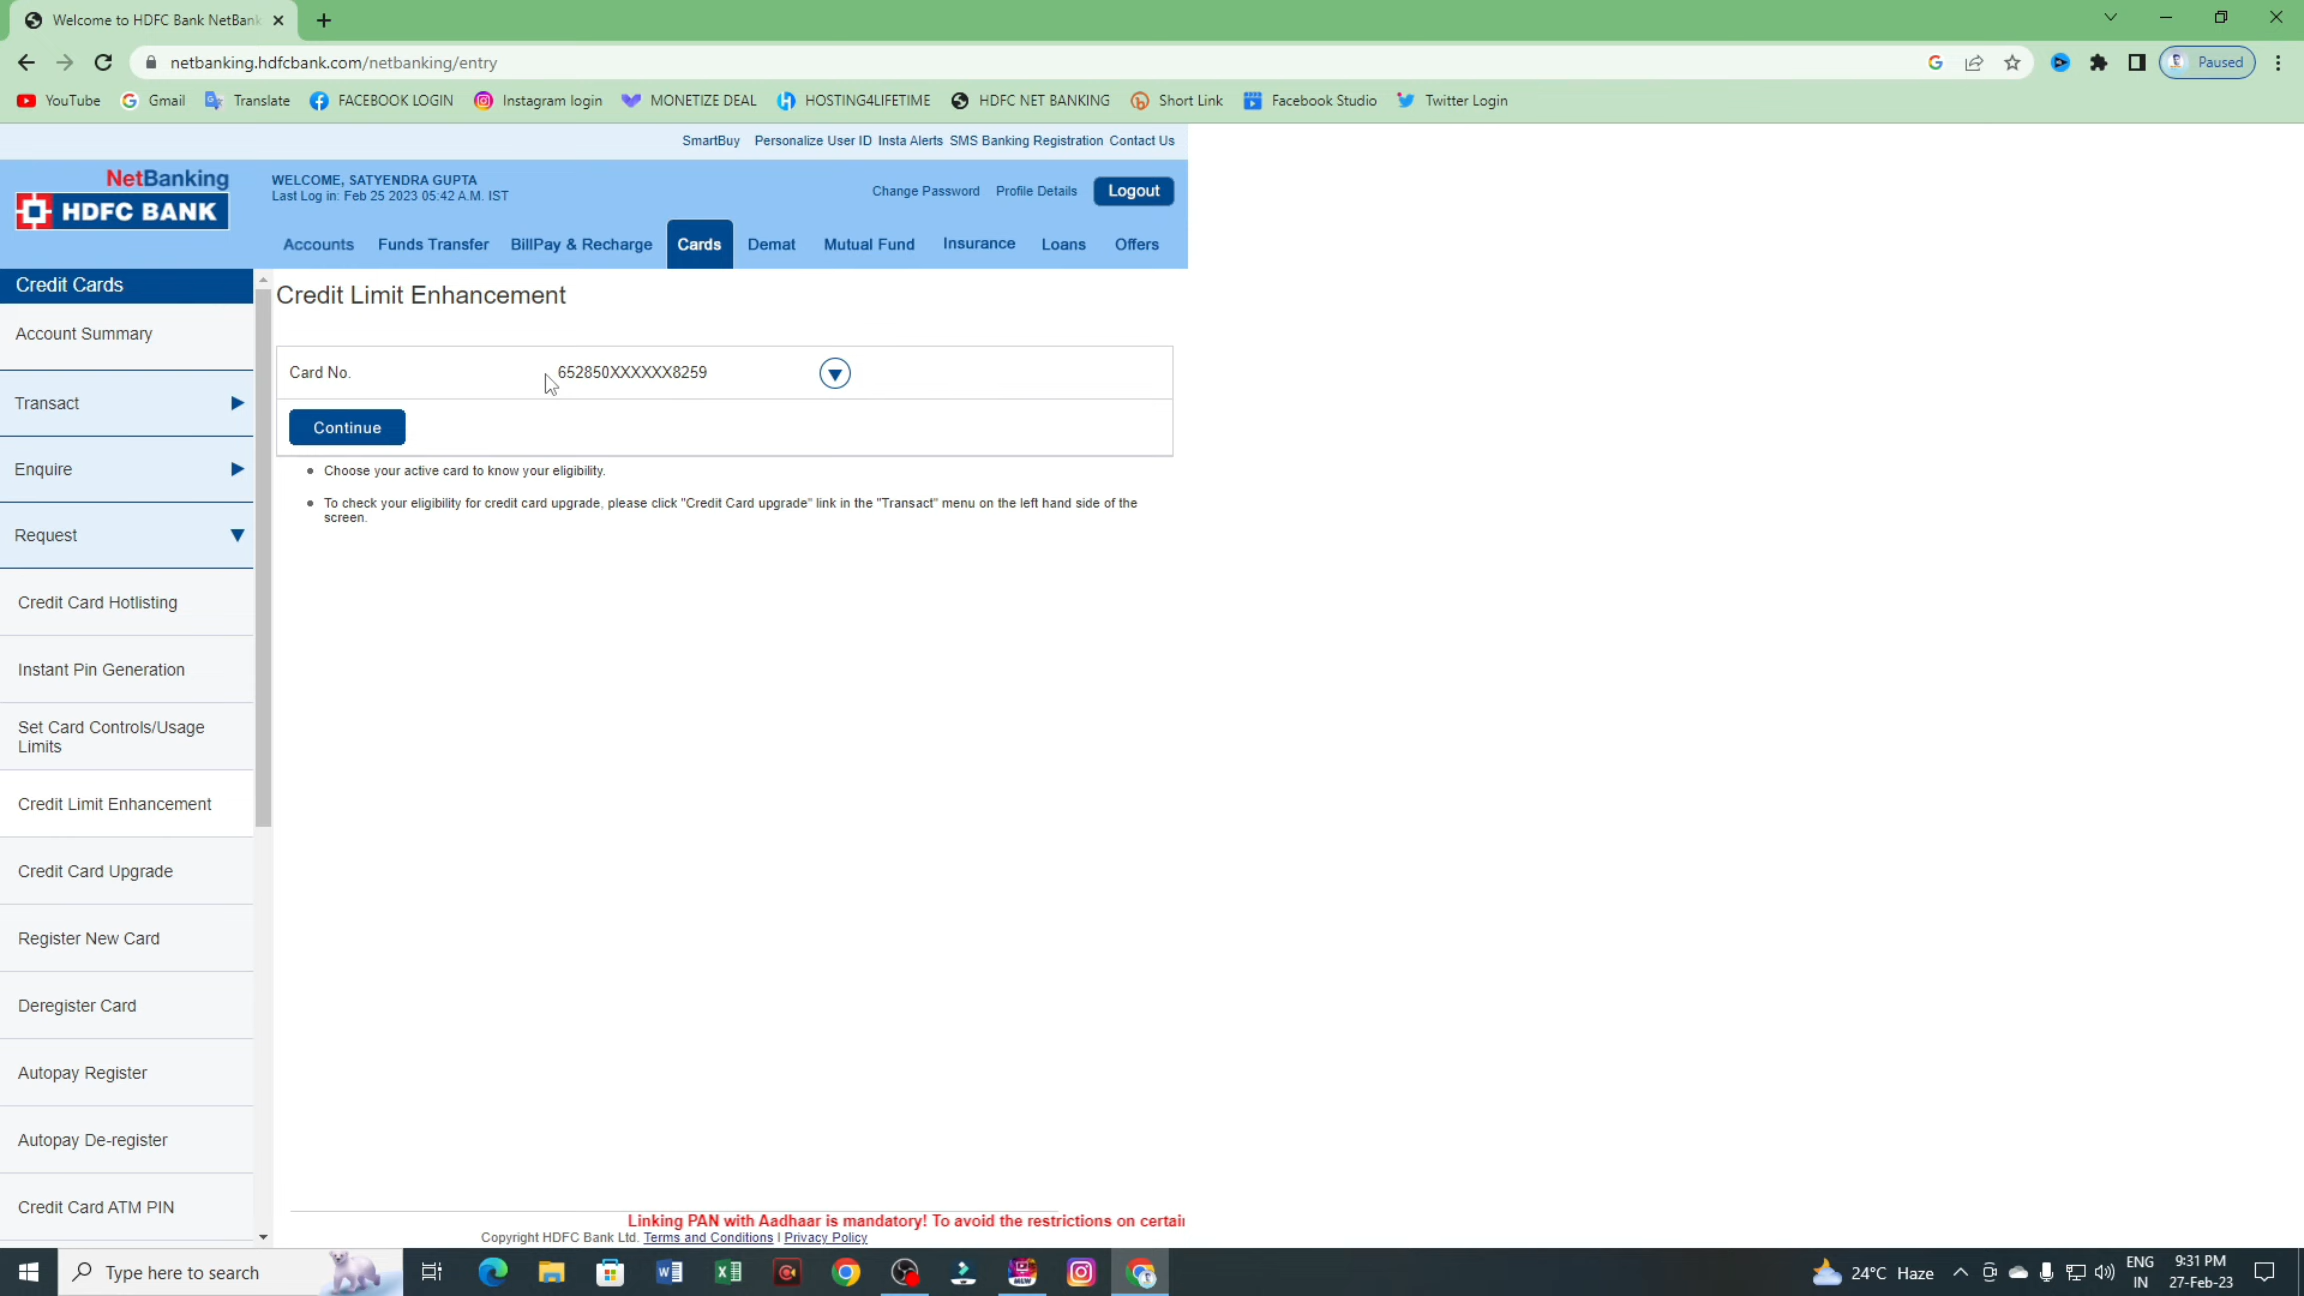 Welcome to HDFC Bank NetBank
netbanking.hdfcbank.com/netbanking/entry
Paused
YouTube Gmail Translate FACEBOOK LOGIN Instagram login MONETIZE DEAL HOSTING4LIFETIME HDFC NET BANKING Short Link Facebook Studio Twitter Login
SmartBuy Personalize User ID Insta Alerts SMS Banking Registration Contact Us
NetBanking
HDFC BANK
WELCOME, SATYENDRA GUPTA
Last Log in: Feb 25 2023 05:42 A.M. IST
Change Password Profile Details Logout
Accounts Funds Transfer BillPay & Recharge Cards Demat Mutual Fund Insurance Loans Offers
Credit Cards
Account Summary
Transact
Enquire
Request
Credit Card Hotlisting
Instant Pin Generation
Set Card Controls/Usage
Limits
Credit Limit Enhancement
Credit Card Upgrade
Register New Card
Deregister Card
Autopay Register
Autopay De-register
Credit Card ATM PIN
Credit Limit Enhancement
Card No. 652850XXXXXX8259
Continue
Choose your active card to know your eligibility.
To check your eligibility for credit card upgrade, please click "Credit Card upgrade" link in the "Transact" menu on the left hand side of the
screen.
Linking PAN with Aadhaar is mandatory! To avoid the restrictions on certain
Copyright HDFC Bank Ltd. Terms and Conditions | Privacy Policy
Type here to search
24°C Haze
ENG
IN
9:31 PM
27-Feb-23